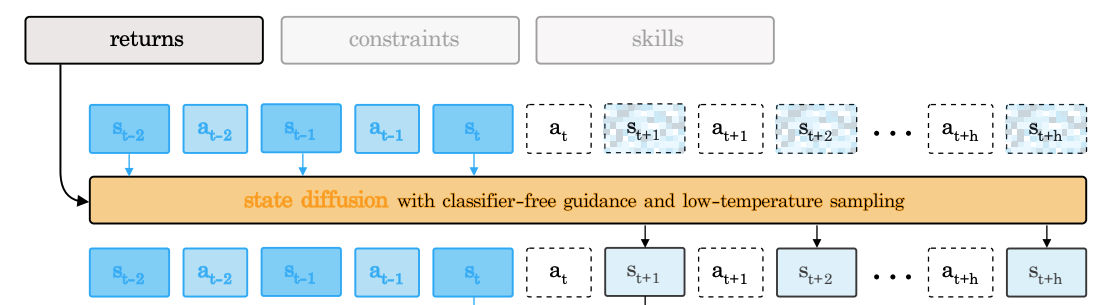 returns constraints skills
s_{t-2} a_{t-2} s_{t-1} a_{t-1} s_t a_t s_{t+1} a_{t+1} s_{t+2} ... a_{t+h} s_{t+h}
state diffusion with classifier-free guidance and low-temperature sampling
s_{t-2} a_{t-2} s_{t-1} a_{t-1} s_t a_t s_{t+1} a_{t+1} s_{t+2} ... a_{t+h} s_{t+h}